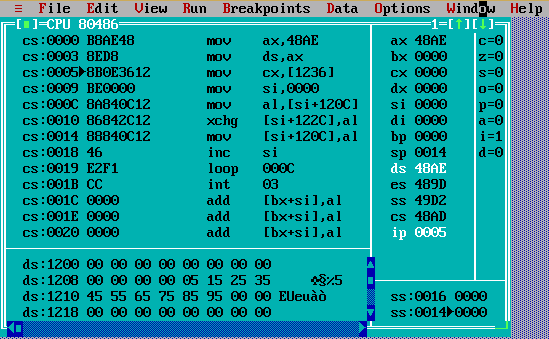 ≡ File Edit View Run Breakpoints Data Options Window Help
[■]=CPU 80486 1=[↑][↓]
cs:0000 B8AE48 mov ax,48AE ax 48AE c=0
cs:0003 8ED8 mov ds,ax bx 0000 z=0
cs:0005►8B0E3612 mov cx,[1236] cx 0000 s=0
cs:0009 BE0000 mov si,0000 dx 0000 o=0
cs:000C 8A840C12 mov al,[si+120C] si 0000 p=0
cs:0010 86842C12 xchg [si+122C],al di 0000 a=0
cs:0014 88840C12 mov [si+120C],al bp 0000 i=1
cs:0018 46 inc si sp 0014 d=0
cs:0019 E2F1 loop 000C ds 48AE
cs:001B CC int 03 es 489D
cs:001C 0000 add [bx+si],al ss 49D2
cs:001E 0000 add [bx+si],al cs 48AD
cs:0020 0000 add [bx+si],al ip 0005
ds:1200 00 00 00 00 00 00 00 00
ds:1208 00 00 00 00 05 15 25 35 ♣§%5
ds:1210 45 55 65 75 85 95 00 00 EUeuàò ss:0016 0000
ds:1218 00 00 00 00 00 00 00 00 ss:0014►0000